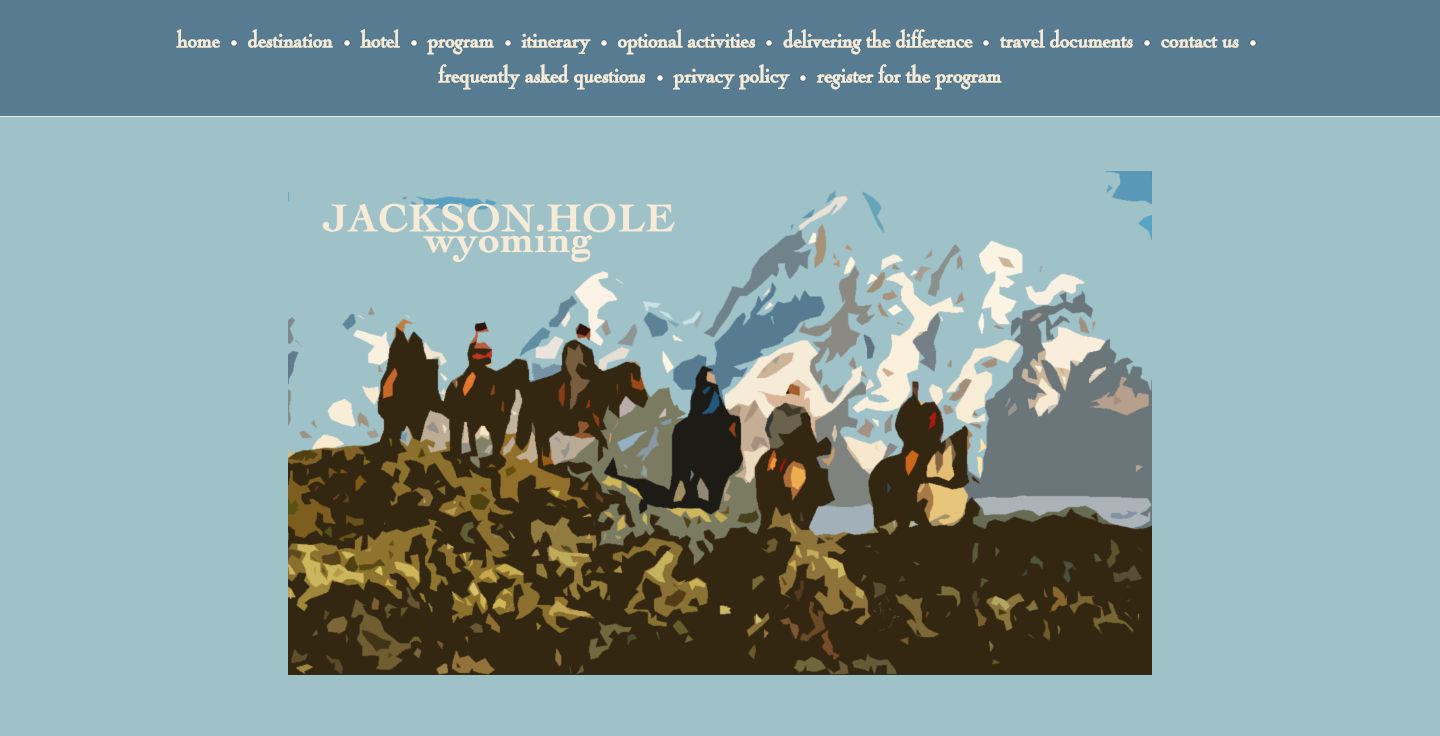 home • destination • hotel • program • itinerary • optional activities • delivering the difference • travel documents • contact us •
frequently asked questions • privacy policy • register for the program
JACKSON.HOLE
wyoming